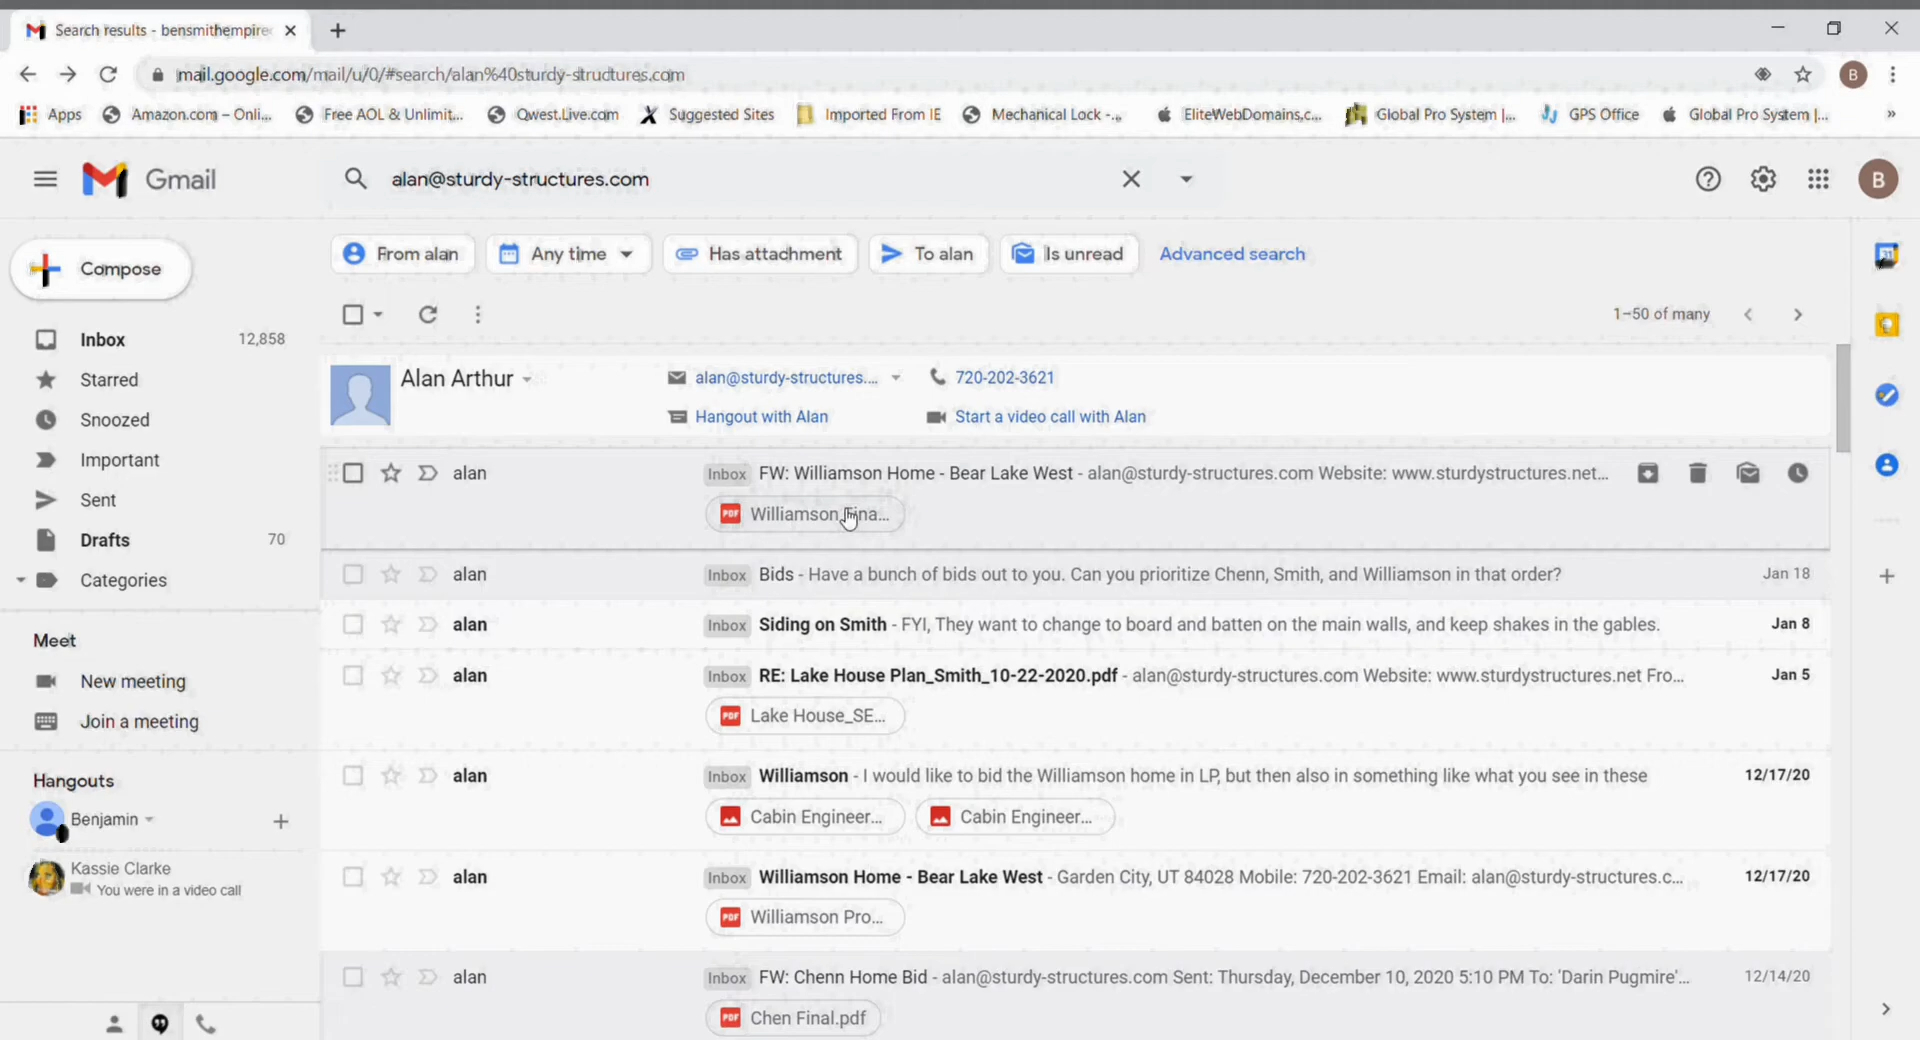 Search results - bensmithempire
mail.google.com/mail/u/0/#search/alan%40sturdy-structures.com
B
Apps
Amazon.com – Onli...
Free AOL & Unlimit...
Qwest.Live.com
Suggested Sites
Imported From IE
Mechanical Lock -...
EliteWebDomains,c...
Global Pro System |...
GPS Office
Global Pro System |...
»
Gmail
alan@sturdy-structures.com
B
Compose
From alan
Any time
Has attachment
To alan
Is unread
Advanced search
1–50 of many
Inbox 12,858
Starred
Snoozed
Important
Sent
Drafts 70
Categories
Meet
New meeting
Join a meeting
Hangouts
Benjamin
Kassie Clarke
You were in a video call
Alan Arthur
alan@sturdy-structures....
720-202-3621
Hangout with Alan
Start a video call with Alan
alan Inbox FW: Williamson Home - Bear Lake West - alan@sturdy-structures.com Website: www.sturdystructures.net...
PDF Williamson Fina...
alan Inbox Bids - Have a bunch of bids out to you. Can you prioritize Chenn, Smith, and Williamson in that order? Jan 18
alan Inbox Siding on Smith - FYI, They want to change to board and batten on the main walls, and keep shakes in the gables. Jan 8
alan Inbox RE: Lake House Plan_Smith_10-22-2020.pdf - alan@sturdy-structures.com Website: www.sturdystructures.net Fro... Jan 5
PDF Lake House_SE...
alan Inbox Williamson - I would like to bid the Williamson home in LP, but then also in something like what you see in these 12/17/20
Cabin Engineer... Cabin Engineer...
alan Inbox Williamson Home - Bear Lake West - Garden City, UT 84028 Mobile: 720-202-3621 Email: alan@sturdy-structures.c... 12/17/20
PDF Williamson Pro...
alan Inbox FW: Chenn Home Bid - alan@sturdy-structures.com Sent: Thursday, December 10, 2020 5:10 PM To: 'Darin Pugmire'... 12/14/20
PDF Chen Final.pdf
31